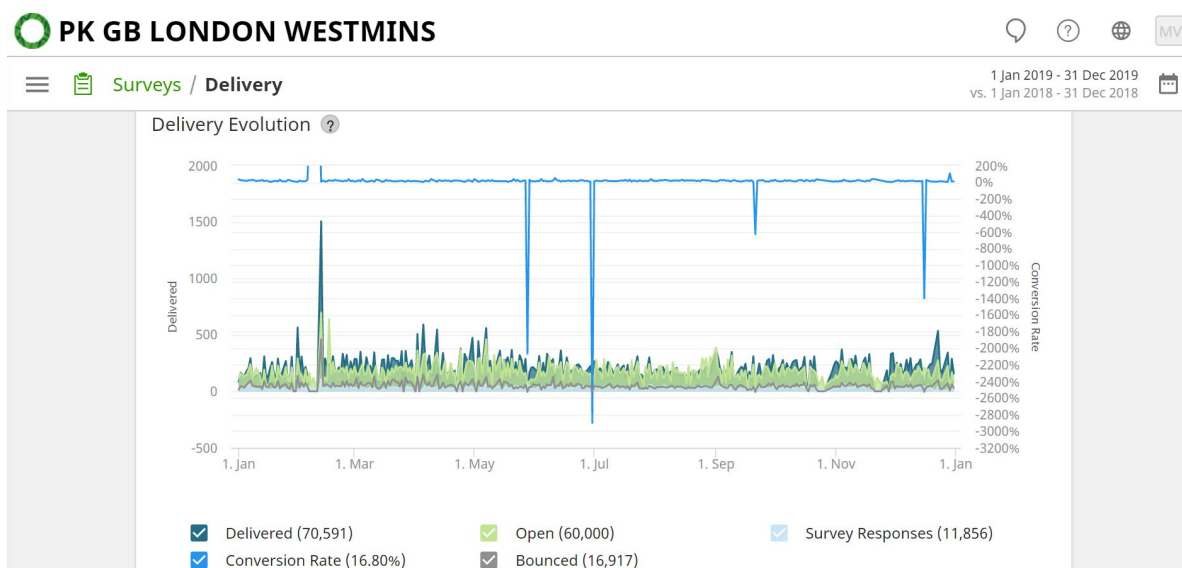 PK GB LONDON WESTMINS
?
MV
Surveys / Delivery
1 Jan 2019 - 31 Dec 2019
vs. 1 Jan 2018 - 31 Dec 2018
Delivery Evolution ?
2000
1500
1000
500
0
-500
Delivered
200%
0%
-200%
-400%
-600%
-800%
-1000%
-1200%
-1400%
-1600%
-1800%
-2000%
-2200%
-2400%
-2600%
-2800%
-3000%
-3200%
Conversion Rate
1. Jan 1. Mar 1. May 1. Jul 1. Sep 1. Nov 1. Jan
Delivered (70,591) Open (60,000) Survey Responses (11,856)
Conversion Rate (16.80%) Bounced (16,917)